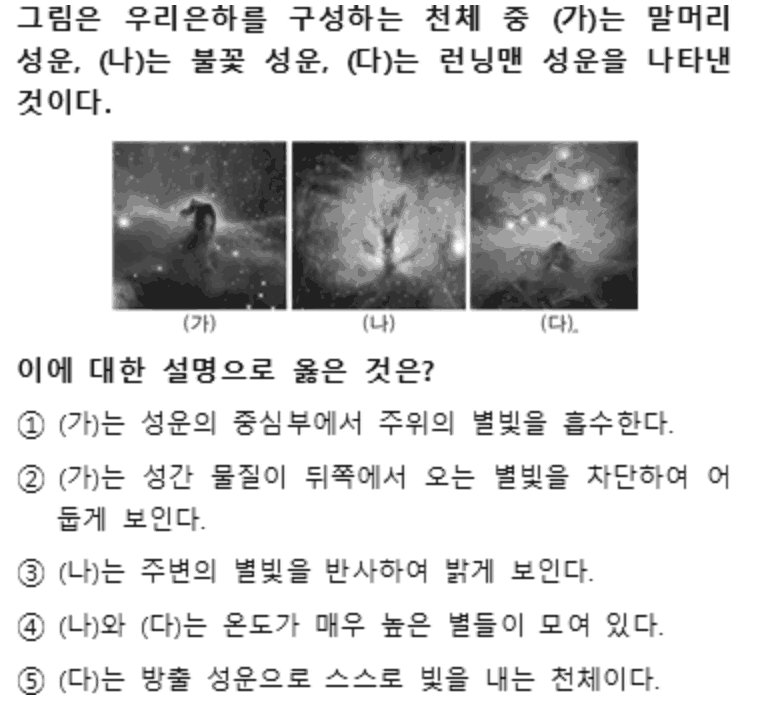 그림은 우리은하를 구성하는 천체 중 (가)는 말머리
성운, (나)는 불꽃 성운, (다)는 런닝맨 성운을 나타낸
것이다.
(가) (나) (다).
이에 대한 설명으로 옳은 것은?
① (가)는 성운의 중심부에서 주위의 별빛을 흡수한다.
② (가)는 성간 물질이 뒤쪽에서 오는 별빛을 차단하여 어
둡게 보인다.
③ (나)는 주변의 별빛을 반사하여 밝게 보인다.
④ (나)와 (다)는 온도가 매우 높은 별들이 모여 있다.
⑤ (다)는 방출 성운으로 스스로 빛을 내는 천체이다.